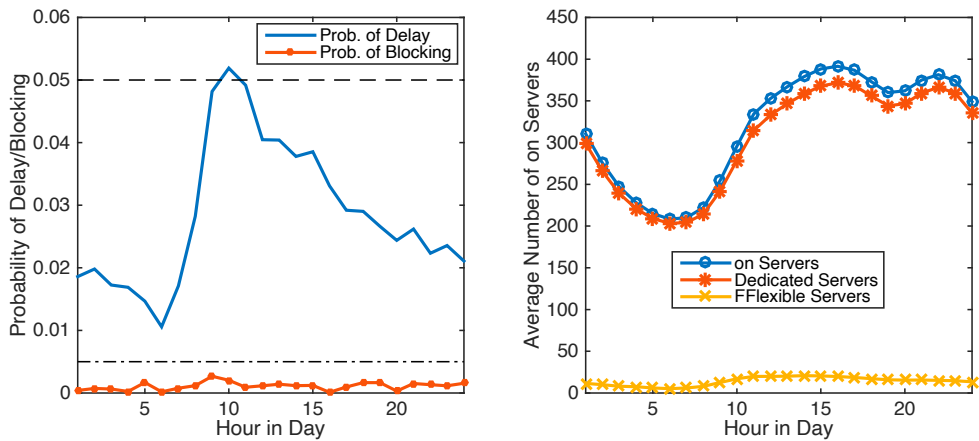 Prob. of Delay
Prob. of Blocking
Probability of Delay/Blocking
0.06
0.05
0.04
0.03
0.02
0.01
0
5
10
15
20
Hour in Day
on Servers
Dedicated Servers
FFlexible Servers
Average Number of on Servers
450
400
350
300
250
200
150
100
50
0
5
10
15
20
Hour in Day